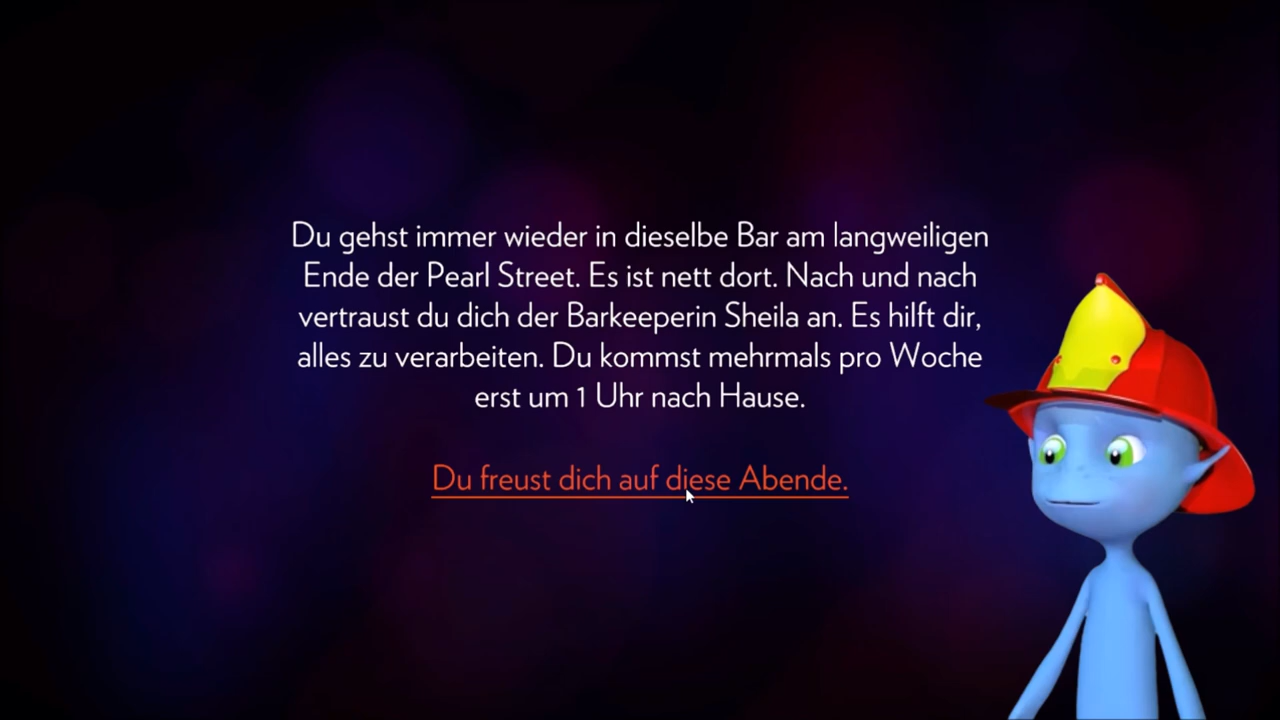 Du gehst immer wieder in dieselbe Bar am langweiligen
Ende der Pearl Street. Es ist nett dort. Nach und nach
vertraust du dich der Barkeeperin Sheila an. Es hilft dir,
alles zu verarbeiten. Du kommst mehrmals pro Woche
erst um 1 Uhr nach Hause.
Du freust dich auf diese Abende.